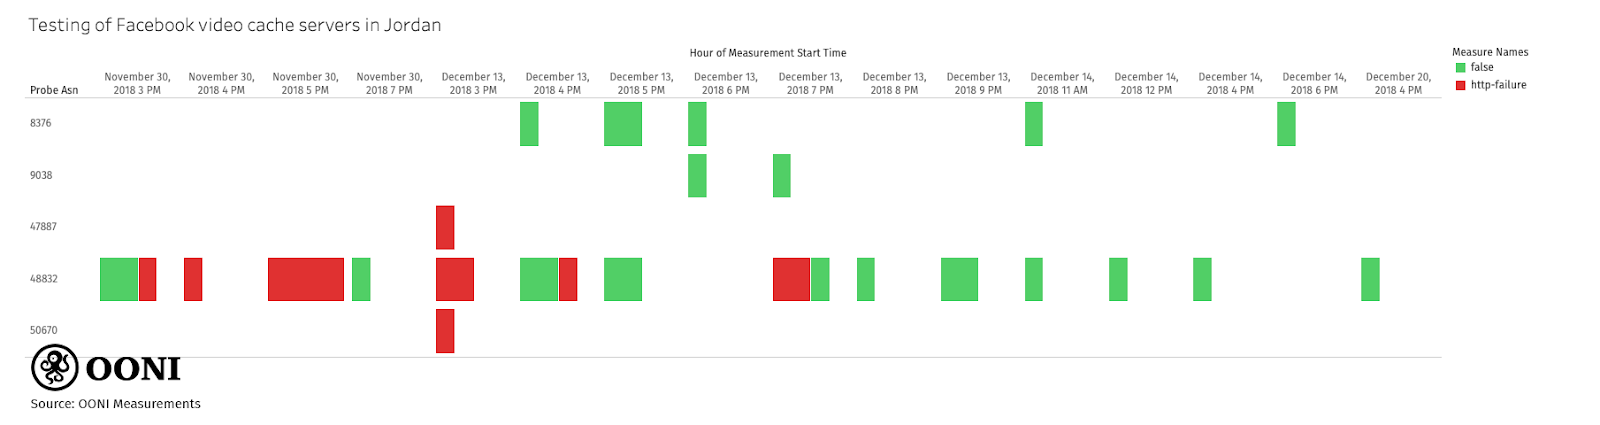 Testing of Facebook video cache servers in Jordan
Hour of Measurement Start Time
Measure Names
false
http-failure
Probe Asn
November 30, 2018 3 PM
November 30, 2018 4 PM
November 30, 2018 5 PM
November 30, 2018 7 PM
December 13, 2018 3 PM
December 13, 2018 4 PM
December 13, 2018 5 PM
December 13, 2018 6 PM
December 13, 2018 7 PM
December 13, 2018 8 PM
December 13, 2018 9 PM
December 14, 2018 11 AM
December 14, 2018 12 PM
December 14, 2018 4 PM
December 14, 2018 6 PM
December 20, 2018 4 PM
8376
9038
47887
48832
50670
OONI
Source: OONI Measurements